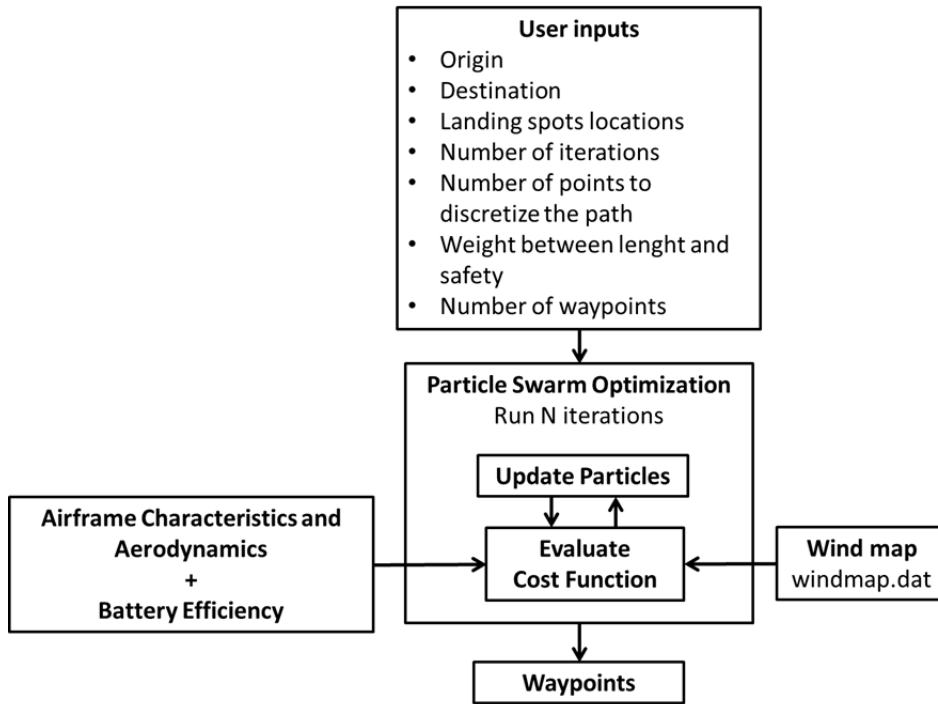 User inputs
• Origin
• Destination
• Landing spots locations
• Number of iterations
• Number of points to
discretize the path
• Weight between lenght and
safety
• Number of waypoints
Particle Swarm Optimization
Run N iterations
Update Particles
Airframe Characteristics and
Aerodynamics
+
Battery Efficiency
Evaluate
Cost Function
Wind map
windmap.dat
Waypoints